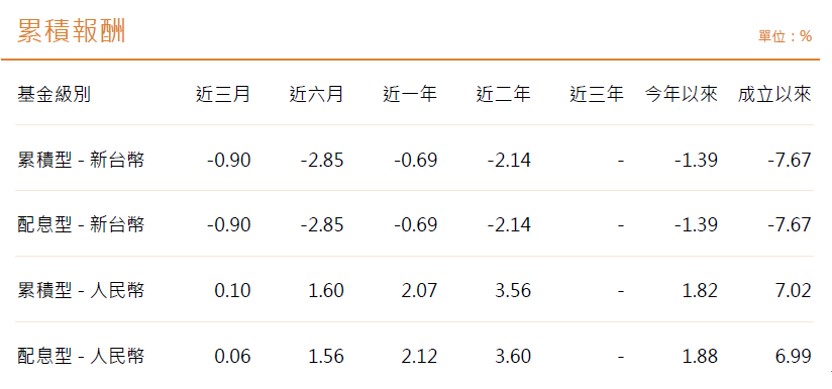 累積報酬
單位：%
基金級別 近三月 近六月 近一年 近二年 近三年 今年以來 成立以來
累積型 - 新台幣 -0.90 -2.85 -0.69 -2.14 - -1.39 -7.67
配息型 - 新台幣 -0.90 -2.85 -0.69 -2.14 - -1.39 -7.67
累積型 - 人民幣 0.10 1.60 2.07 3.56 - 1.82 7.02
配息型 - 人民幣 0.06 1.56 2.12 3.60 - 1.88 6.99